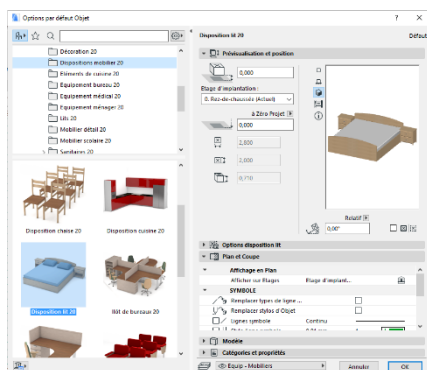 Options par défaut Objet
? X
Décoration 20
Dispositions mobilier 20
Eléments de cuisine 20
Equipement bureau 20
Equipement médical 20
Equipement ménager 20
Lits 20
Mobilier détail 20
Mobilier scolaire 20
Sanitaires 20
Disposition chaise 20
Disposition cuisine 20
Disposition lit 20
Ilôt de bureaux 20
Disposition lit 20
Défaut
Prévisualisation et position
0,000
Etage d'implantation:
0. Rez-de-chaussée (Actuel)
à Zéro Projet
0,000
2,800
2,000
0,710
Relatif
0,00°
Options disposition lit
Plan et Coupe
Affichage en Plan
Afficher sur Etages
Etage d'implant...
SYMBOLE
Remplacer types de ligne ...
Remplacer stylos d'Objet
Lignes symbole
Continu
Modèle
Catégories et propriétés
Equip - Mobiliers
Annuler
OK